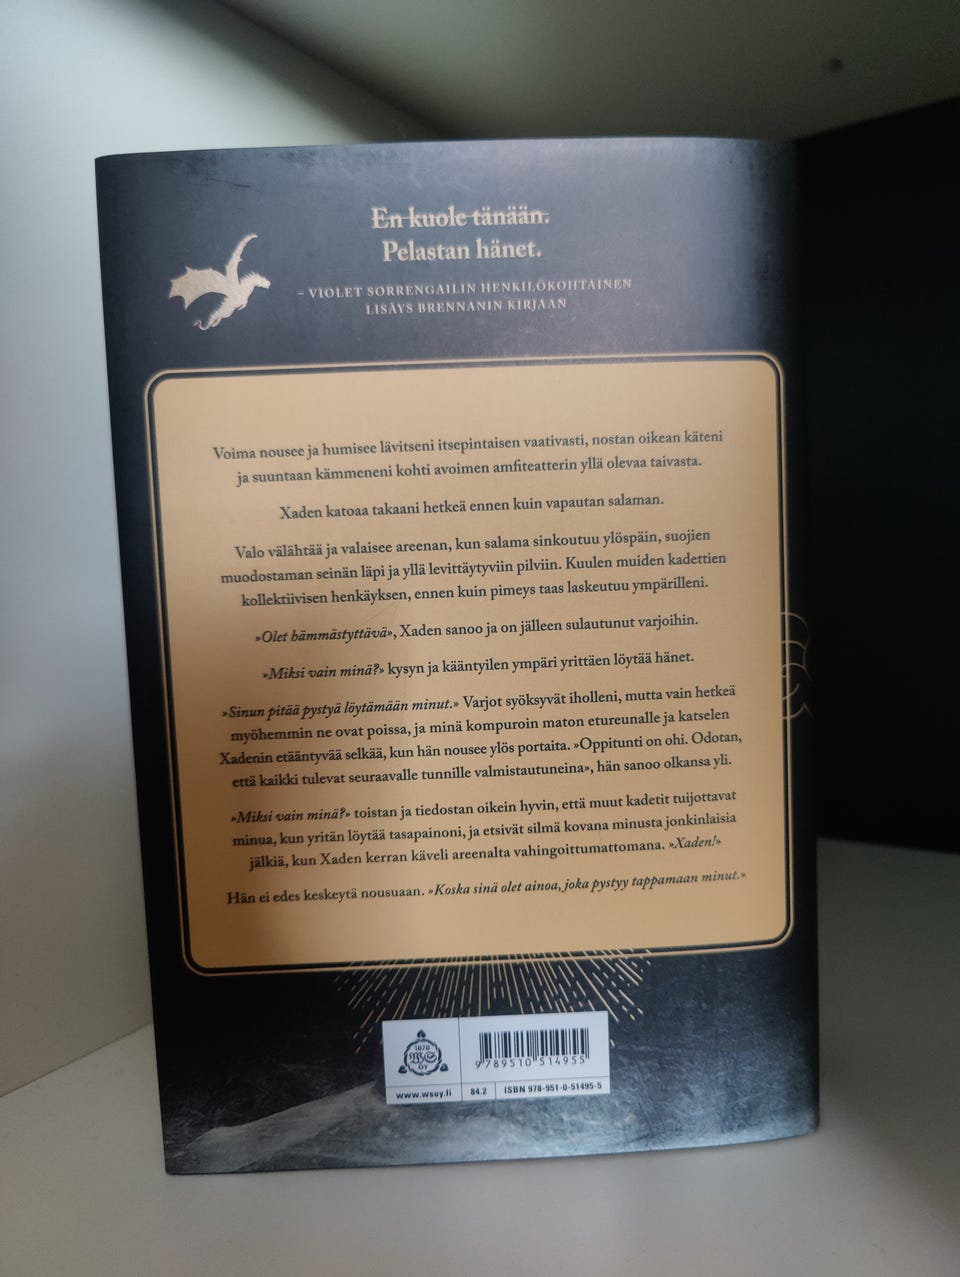 En kuole tänään.
Pelastan hänet.
– VIOLET SORRENGAILIN HENKILÖKOHTAINEN
LISÄYS BRENNANIN KIRJAAN
Voima nousee ja humisee lävitseni itsepintaisen vaativasti, nostan oikean käteni
ja suuntaan kämmeneni kohti avoimen amfiteatterin yllä olevaa taivasta.
Xaden katoaa takaani hetkeä ennen kuin vapautan salaman.
Valo välähtää ja valaisee areenan, kun salama sinkoutuu ylöspäin, suojien
muodostaman seinän läpi ja yllä levittäytyviin pilviin. Kuulen muiden kadettien
kollektiivisen henkäyksen, ennen kuin pimeys taas laskeutuu ympärilleni.
»Olet hämmästyttävä», Xaden sanoo ja on jälleen sulautunut varjoihin.
»Miksi vain minä?» kysyn ja kääntyilen ympäri yrittäen löytää hänet.
»Sinun pitää pystyä löytämään minut.» Varjot syöksyvät iholleni, mutta vain hetkeä
myöhemmin ne ovat poissa, ja minä kompuroin maton etureunalle ja katselen
Xadenin etääntyvää selkää, kun hän nousee ylös portaita. »Oppitunti on ohi. Odotan,
että kaikki tulevat seuraavalle tunnille valmistautuneina», hän sanoo olkansa yli.
»Miksi vain minä?» toistan ja tiedostan oikein hyvin, että muut kadetit tuijottavat
minua, kun yritän löytää tasapainoni, ja etsivät silmä kovana minusta jonkinlaisia
jälkiä, kun Xaden kerran käveli areenalta vahingoittumattomana. »Xaden!»
Hän ei edes keskeytä nousuaan. »Koska sinä olet ainoa, joka pystyy tappamaan minut.»
1878
WS
OY
9789510514955
www.wsoy.fi
84.2
ISBN 978-951-0-51495-5